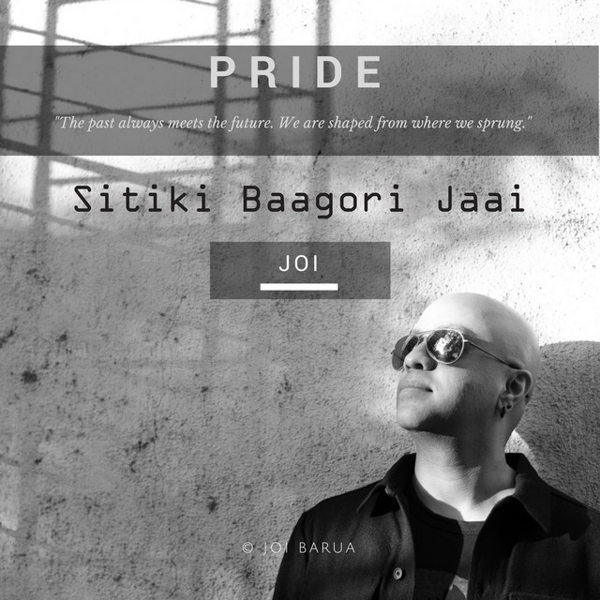 PRIDE
"The past always meets the future. We are shaped from where we sprung."
Sitiki Baagori Jaai
JOI
© JOI BARUA